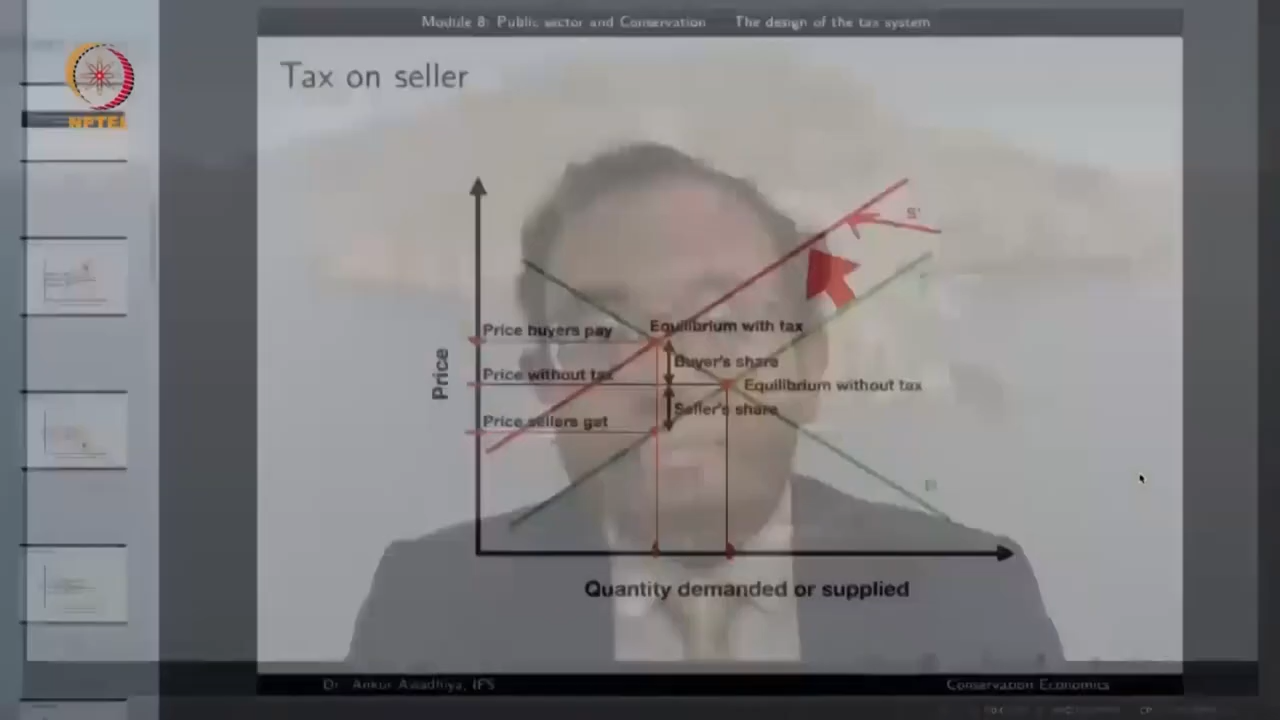 Module 8: Public sector and Conservation The design of the tax system
NPTEL
Tax on seller
S'
Price buyers pay
Equilibrium with tax
Buyer's share
Price without tax
Equilibrium without tax
Seller's share
Price sellers get
Price
D
Quantity demanded or supplied
Dr. Ankur Awadhiya, IFS
Conservation Economics